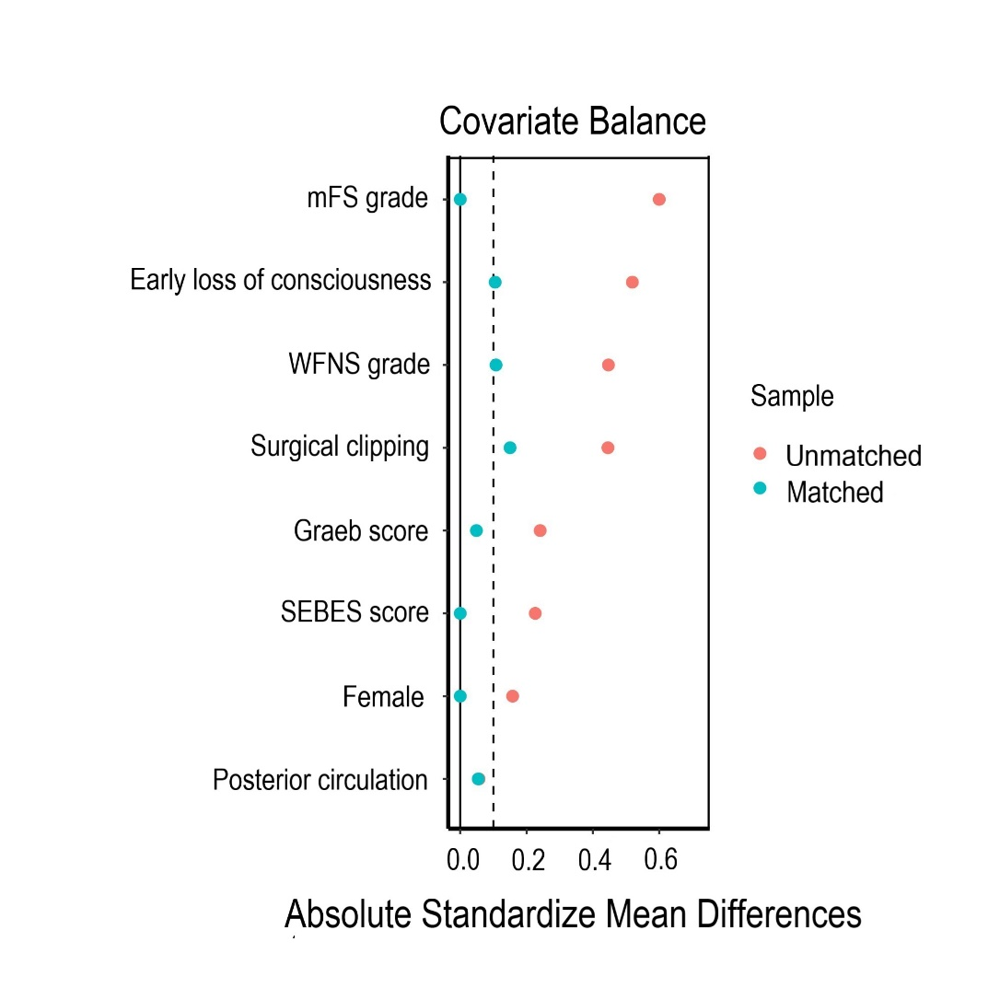 Covariate Balance
mFS grade
Early loss of consciousness
WFNS grade
Surgical clipping
Graeb score
SEBES score
Female
Posterior circulation
Sample
Unmatched
Matched
0.0 0.2 0.4 0.6
Absolute Standardize Mean Differences